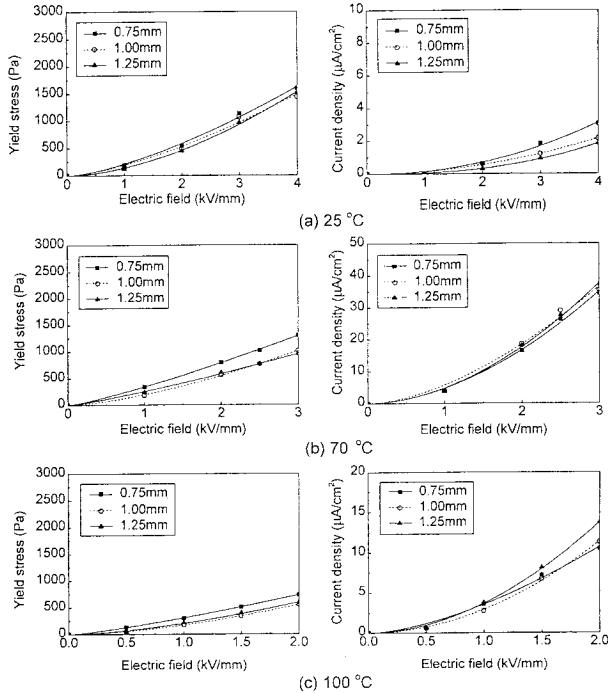 Yield stress (Pa)
3000
2500
2000
1500
1000
500
0
0.75mm
1.00mm
1.25mm
0 1 2 3 4
Electric field (kV/mm)
Current density (μA/cm²)
10
8
6
4
2
0
0.75mm
1.00mm
1.25mm
0 1 2 3 4
Electric field (kV/mm)
(a) 25 °C
Yield stress (Pa)
3000
2500
2000
1500
1000
500
0
0.75mm
1.00mm
1.25mm
0 1 2 3
Electric field (kV/mm)
Current density (μA/cm²)
50
40
30
20
10
0
0.75mm
1.00mm
1.25mm
0 1 2 3
Electric field (kV/mm)
(b) 70 °C
Yield stress (Pa)
3000
2500
2000
1500
1000
500
0
0.75mm
1.00mm
1.25mm
0.0 0.5 1.0 1.5 2.0
Electric field (kV/mm)
Current density (μA/cm²)
20
15
10
5
0
0.75mm
1.00mm
1.25mm
0.0 0.5 1.0 1.5 2.0
Electric field (kV/mm)
(c) 100 °C